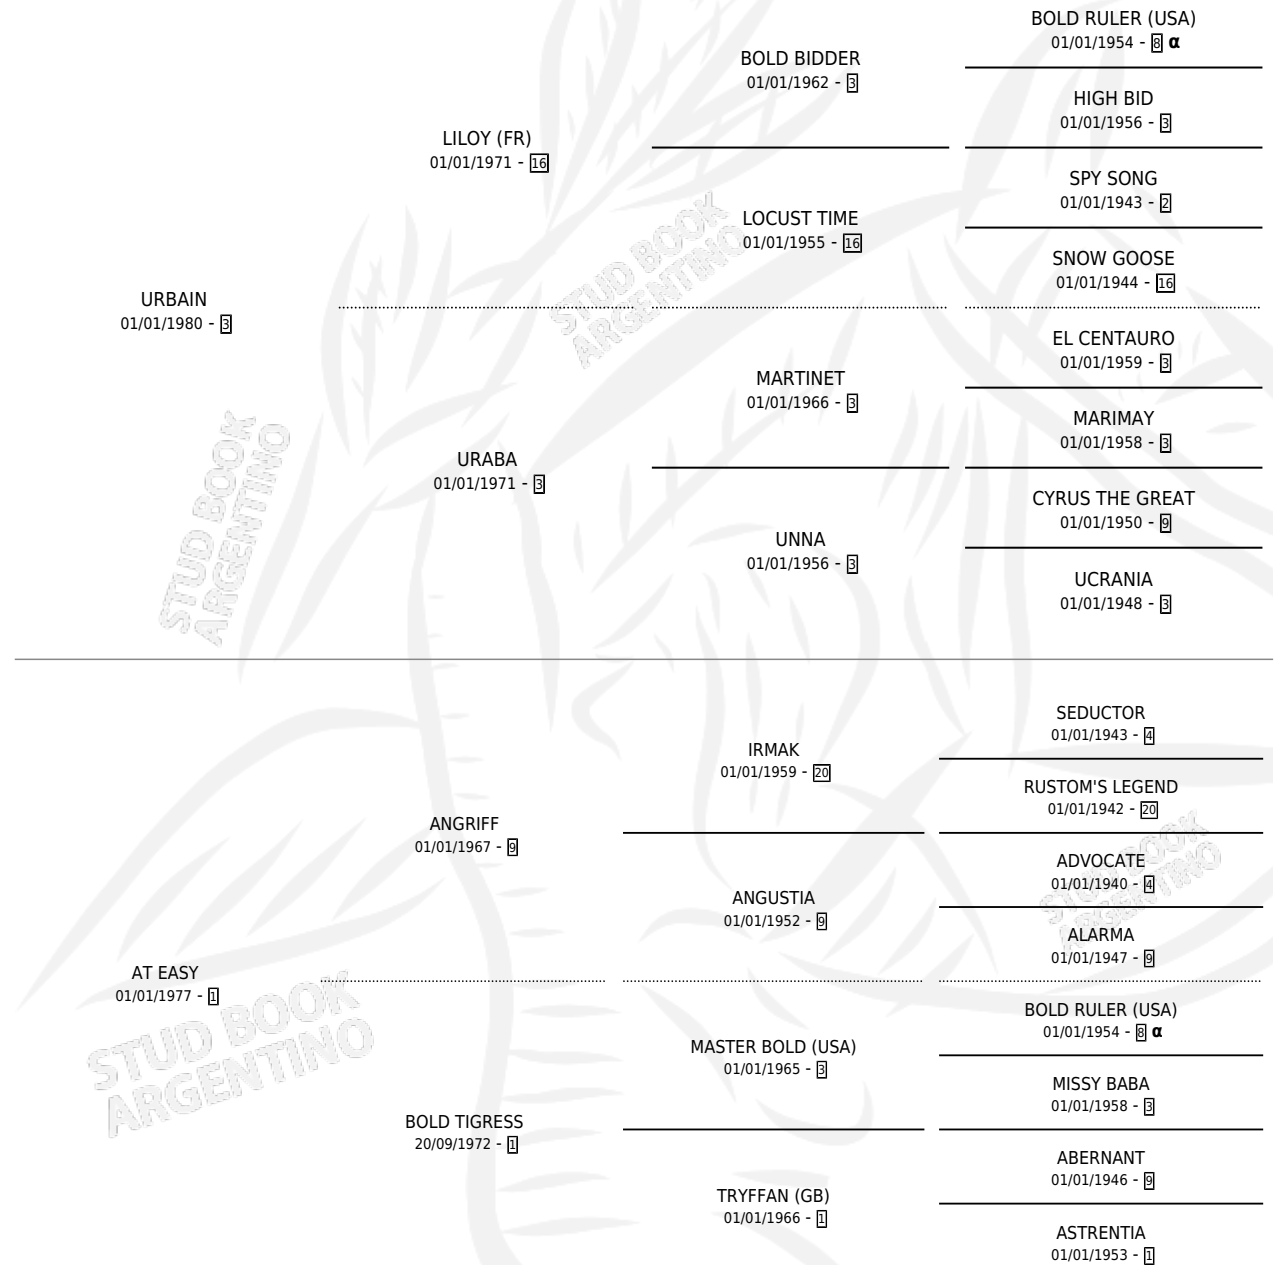 BOLD RULER (USA)
01/01/1954 - 8 α
BOLD BIDDER
01/01/1962 - 3
HIGH BID
01/01/1956 - 3
LILOY (FR)
01/01/1971 - 16
SPY SONG
01/01/1943 - 2
LOCUST TIME
01/01/1955 - 16
SNOW GOOSE
01/01/1944 - 16
STUD BOOK
ARGENTINO
URBAIN
01/01/1980 - 3
EL CENTAURO
01/01/1959 - 3
MARTINET
01/01/1966 - 3
MARIMAY
01/01/1958 - 3
URABA
01/01/1971 - 3
CYRUS THE GREAT
01/01/1950 - 9
UNNA
01/01/1956 - 3
UCRANIA
01/01/1948 - 3
STUD BOOK
ARGENTINO
SEDUCTOR
01/01/1943 - 4
IRMAK
01/01/1959 - 20
RUSTOM'S LEGEND
01/01/1942 - 20
ANGRIFF
01/01/1967 - 9
ADVOCATE
01/01/1940 - 4
ANGUSTIA
01/01/1952 - 9
ALARMA
01/01/1947 - 9
STUD BOOK
ARGENTINO
AT EASY
01/01/1977 - 1
BOLD RULER (USA)
01/01/1954 - 8 α
MASTER BOLD (USA)
01/01/1965 - 3
MISSY BABA
01/01/1958 - 3
STUD BOOK
ARGENTINO
BOLD TIGRESS
20/09/1972 - 1
ABERNANT
01/01/1946 - 9
TRYFFAN (GB)
01/01/1966 - 1
ASTRENTIA
01/01/1953 - 1